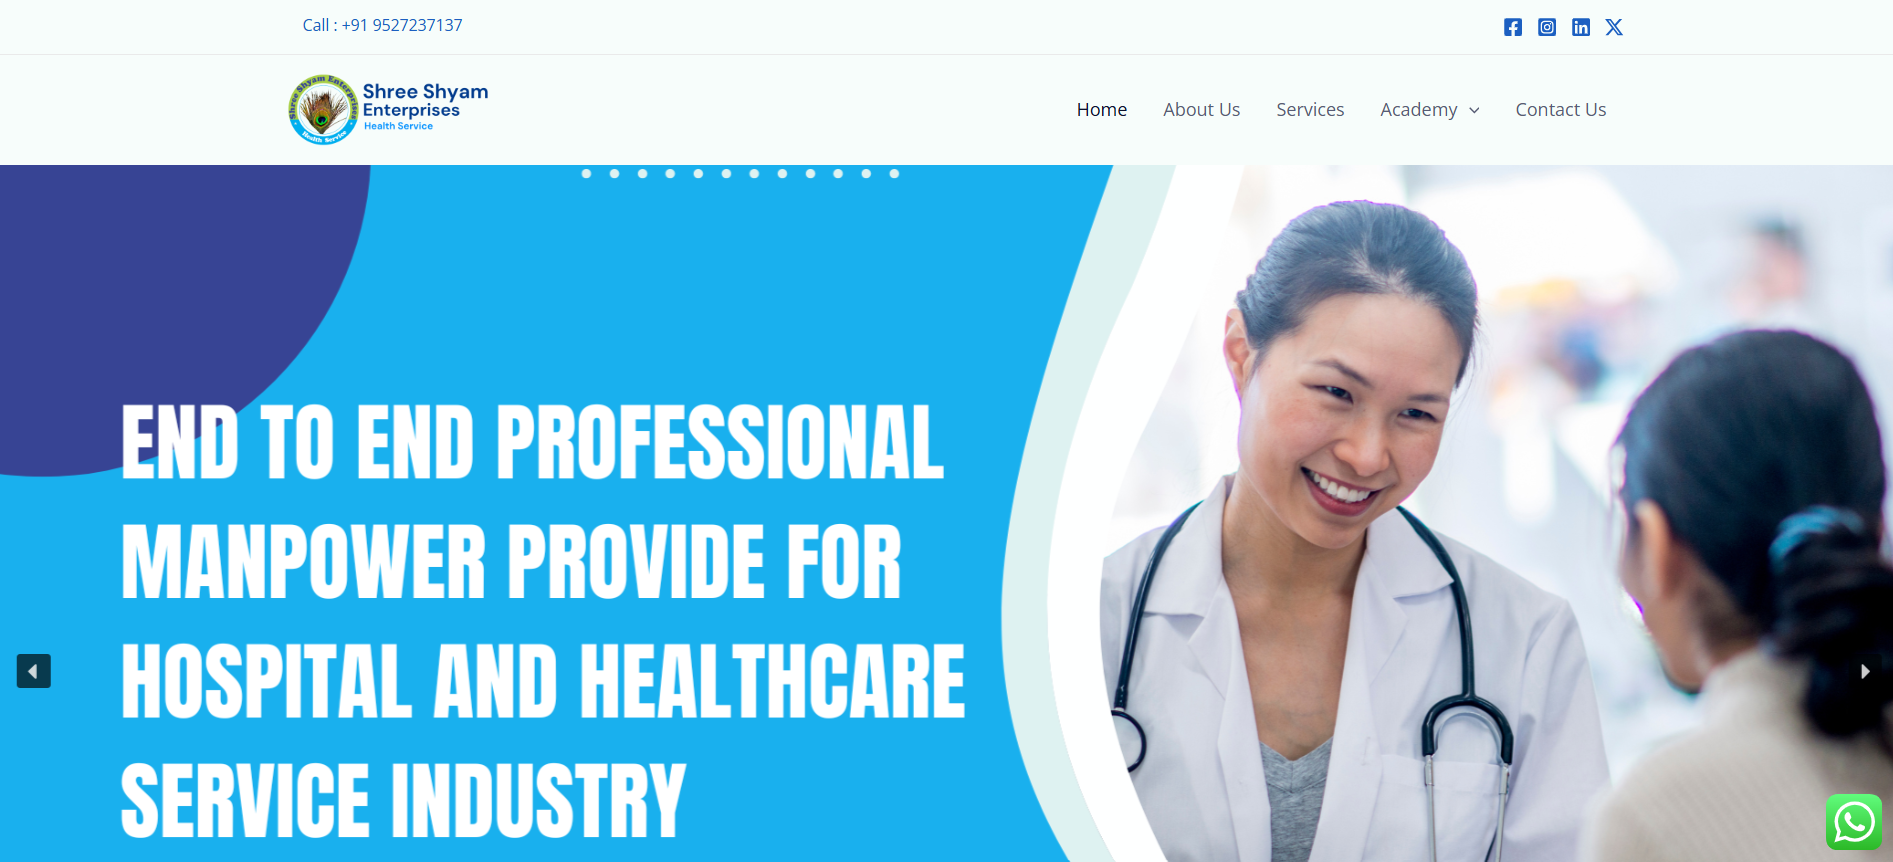 Call : +91 9527237137
Shree Shyam Enterprises
Health Service
Shree Shyam
Enterprises
Health Service
Home
About Us
Services
Academy
Contact Us
END TO END PROFESSIONAL
MANPOWER PROVIDE FOR
HOSPITAL AND HEALTHCARE
SERVICE INDUSTRY